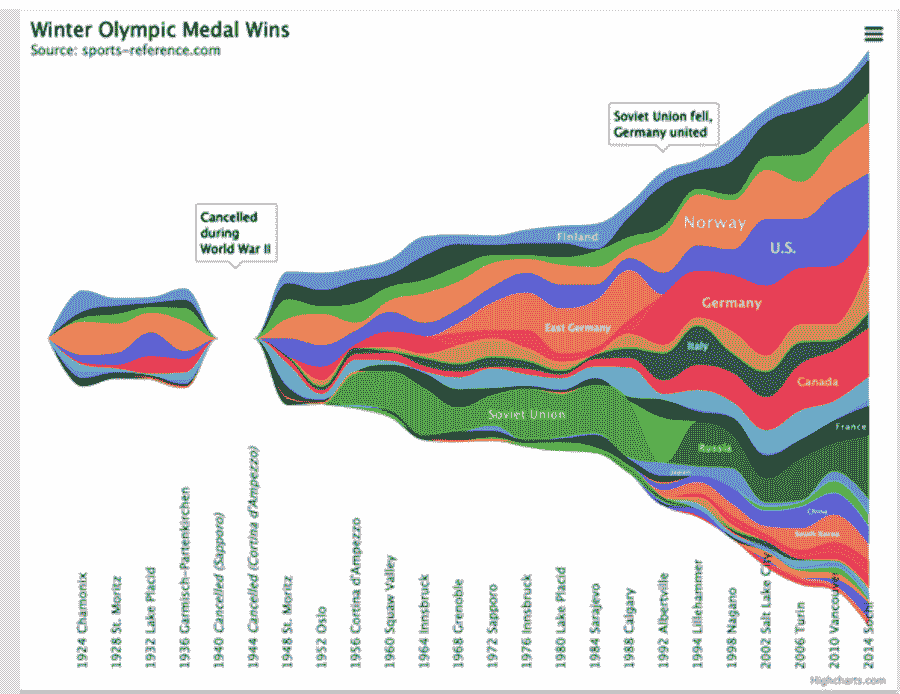 Winter Olympic Medal Wins
Source: sports-reference.com
Soviet Union fell,
Germany united
Cancelled
during
World War II
Finland
Norway
U.S.
Germany
East Germany
Italy
Canada
Soviet Union
France
Russia
Japan
China
South Korea
1924 Chamonix
1928 St. Moritz
1932 Lake Placid
1936 Garmisch-Partenkirchen
1940 Cancelled (Sapporo)
1944 Cancelled (Cortina d'Ampezzo)
1948 St. Moritz
1952 Oslo
1956 Cortina d'Ampezzo
1960 Squaw Valley
1964 Innsbruck
1968 Grenoble
1972 Sapporo
1976 Innsbruck
1980 Lake Placid
1984 Sarajevo
1988 Calgary
1992 Albertville
1994 Lillehammer
1998 Nagano
2002 Salt Lake City
2006 Turin
2010 Vancouver
2014 Sochi
Highcharts.com